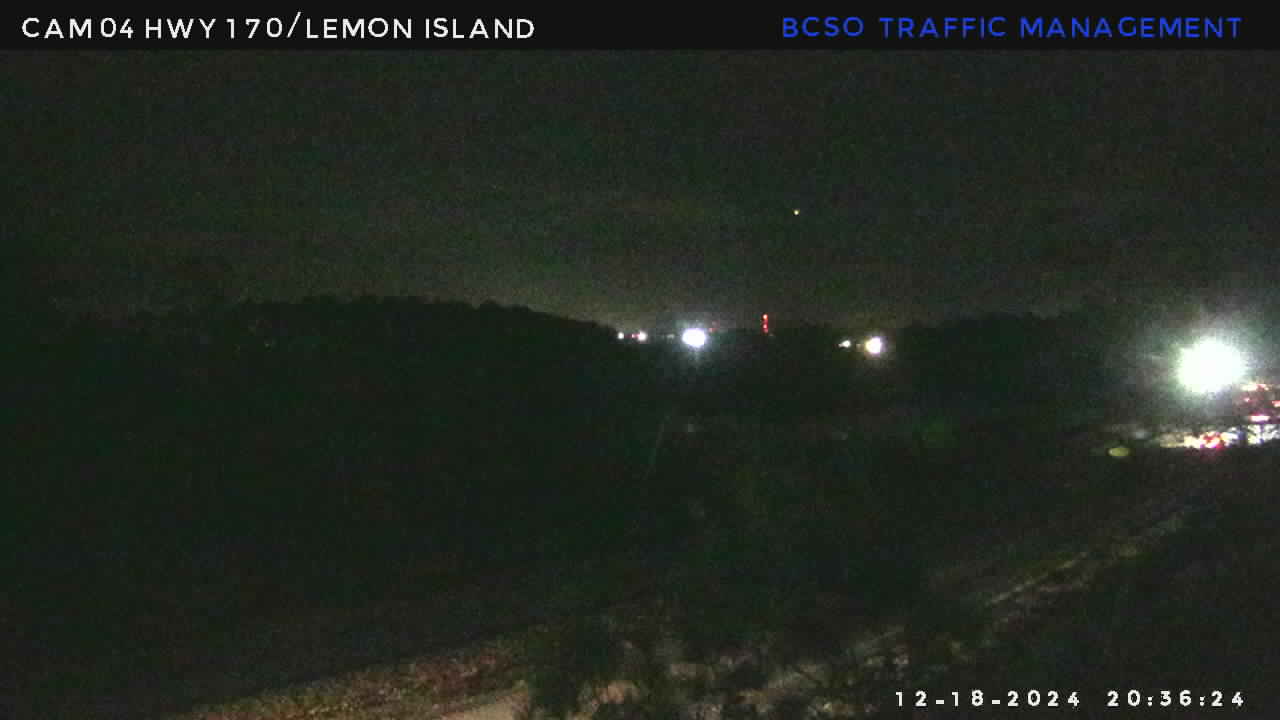 CAM04 HWY 170/LEMON ISLAND
BCSO TRAFFIC MANAGEMENT
12-18-2024 20:36:24